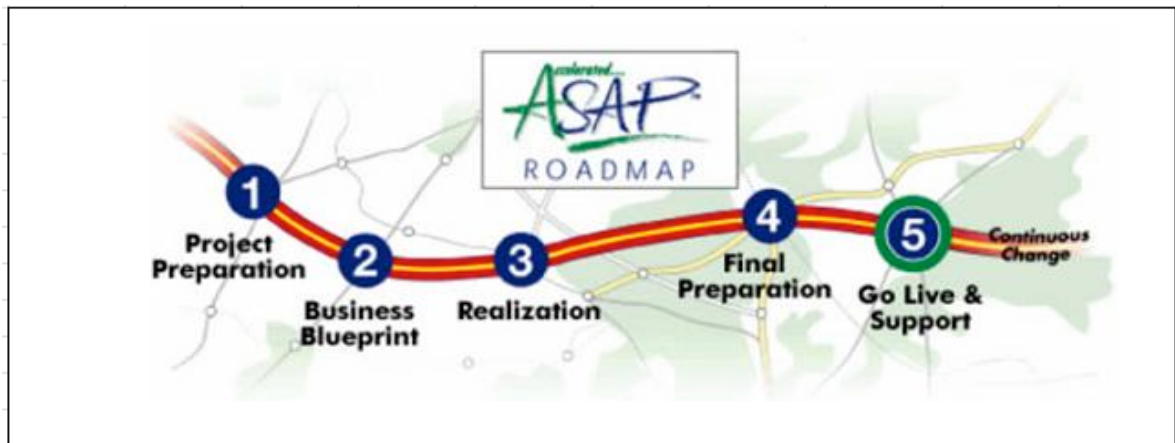 Accelerated...
ASAP™
ROADMAP
1
Project
Preparation
2
Business
Blueprint
3
Realization
4
Final
Preparation
5
Go Live &
Support
Continuous
Change